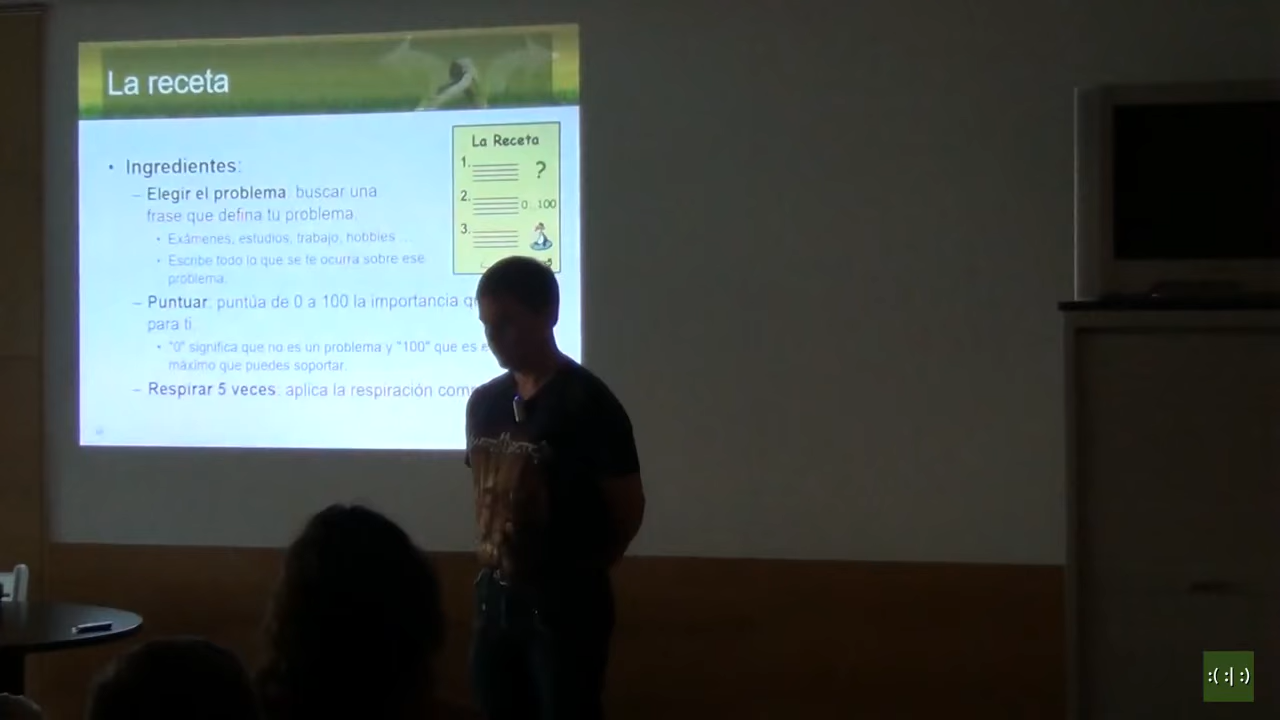 La receta
• Ingredientes:
– Elegir el problema: buscar una
frase que defina tu problema.
• Exámenes, estudios, trabajo, hobbies ...
• Escribe todo lo que se te ocurra sobre ese
problema.
– Puntuar: puntúa de 0 a 100 la importancia
para ti.
• "0" significa que no es un problema y "100" que es
máximo que puedes soportar.
– Respirar 5 veces: aplica la respiración
La Receta
1.
?
2.
0..100
3.
:( :| :)